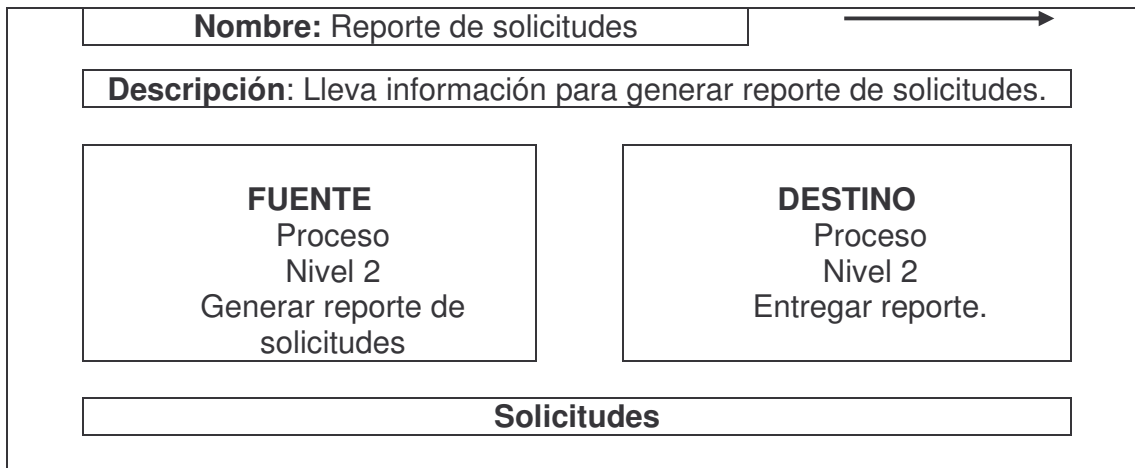 Nombre: Reporte de solicitudes
Descripción: Lleva información para generar reporte de solicitudes.
FUENTE
Proceso
Nivel 2
Generar reporte de
solicitudes
DESTINO
Proceso
Nivel 2
Entregar reporte.
Solicitudes